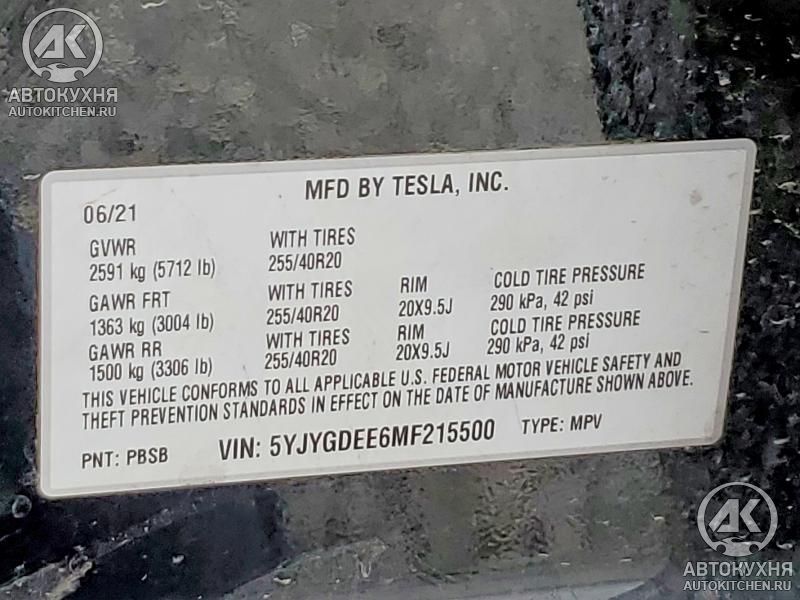 АК
АВТОКУХНЯ
AUTOKITCHEN.RU
MFD BY TESLA, INC.
06/21
GVWR WITH TIRES
2591 kg (5712 lb) 255/40R20
GAWR FRT WITH TIRES RIM COLD TIRE PRESSURE
1363 kg (3004 lb) 255/40R20 20X9.5J 290 kPa, 42 psi
GAWR RR WITH TIRES RIM COLD TIRE PRESSURE
1500 kg (3306 lb) 255/40R20 20X9.5J 290 kPa, 42 psi
THIS VEHICLE CONFORMS TO ALL APPLICABLE U.S. FEDERAL MOTOR VEHICLE SAFETY AND
THEFT PREVENTION STANDARDS IN EFFECT ON THE DATE OF MANUFACTURE SHOWN ABOVE.
PNT: PBSB VIN: 5YJYGDEE6MF215500 TYPE: MPV
АК
АВТОКУХНЯ
AUTOKITCHEN.RU